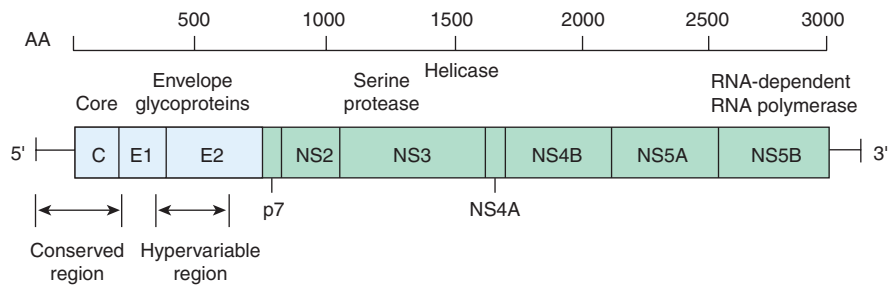 500 1000 1500 2000 2500 3000
AA
Core
Envelope
glycoproteins
Serine
protease
Helicase
RNA-dependent
RNA polymerase
5' C E1 E2 NS2 NS3 NS4B NS5A NS5B 3'
p7 NS4A
Conserved
region
Hypervariable
region